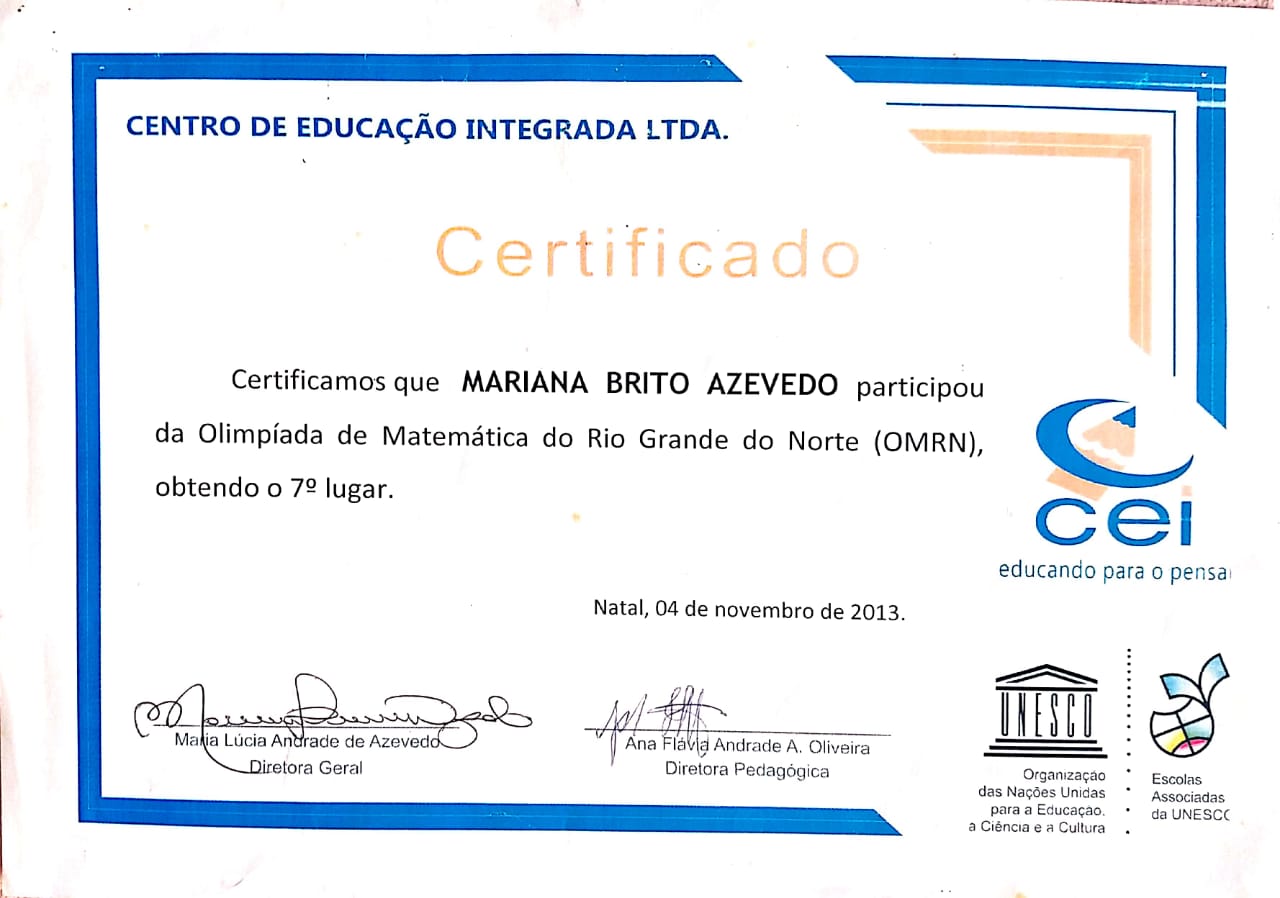 CENTRO DE EDUCAÇÃO INTEGRADA LTDA.
Certificado
Certificamos que MARIANA BRITO AZEVEDO participou
da Olimpíada de Matemática do Rio Grande do Norte (OMRN),
obtendo o 7º lugar.
cei
educando para o pensa
Natal, 04 de novembro de 2013.
Maria Lúcia Andrade de Azevedo
Diretora Geral
Ana Flávia Andrade A. Oliveira
Diretora Pedagógica
UNESCO
Organização
das Nações Unidas
para a Educação,
a Ciência e a Cultura
Escolas
Associadas
da UNESCO